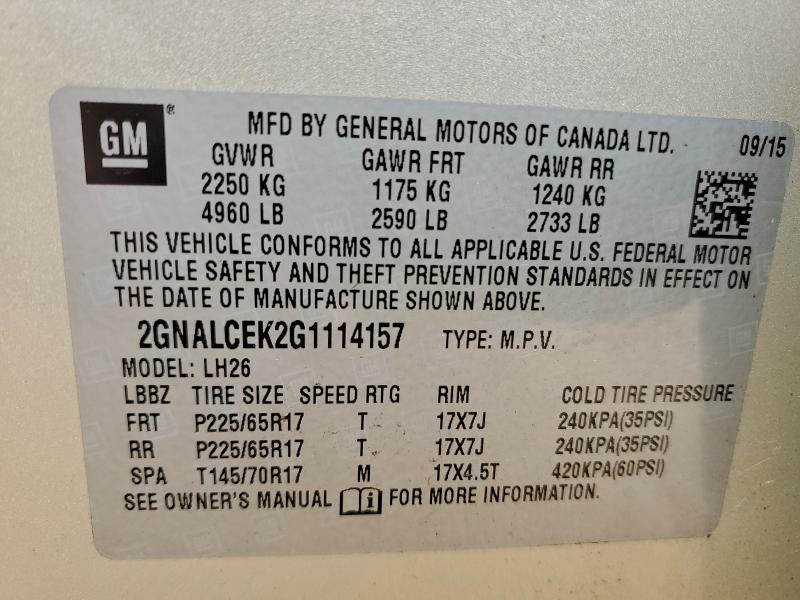 GM ®
MFD BY GENERAL MOTORS OF CANADA LTD. 09/15
GVWR GAWR FRT GAWR RR
2250 KG 1175 KG 1240 KG
4960 LB 2590 LB 2733 LB
THIS VEHICLE CONFORMS TO ALL APPLICABLE U.S. FEDERAL MOTOR
VEHICLE SAFETY AND THEFT PREVENTION STANDARDS IN EFFECT ON
THE DATE OF MANUFACTURE SHOWN ABOVE.
2GNALCEK2G1114157 TYPE: M.P.V.
MODEL: LH26
LBBZ TIRE SIZE SPEED RTG RIM COLD TIRE PRESSURE
FRT P225/65R17 T 17X7J 240KPA(35PSI)
RR P225/65R17 T 17X7J 240KPA(35PSI)
SPA T145/70R17 M 17X4.5T 420KPA(60PSI)
SEE OWNER'S MANUAL i FOR MORE INFORMATION.